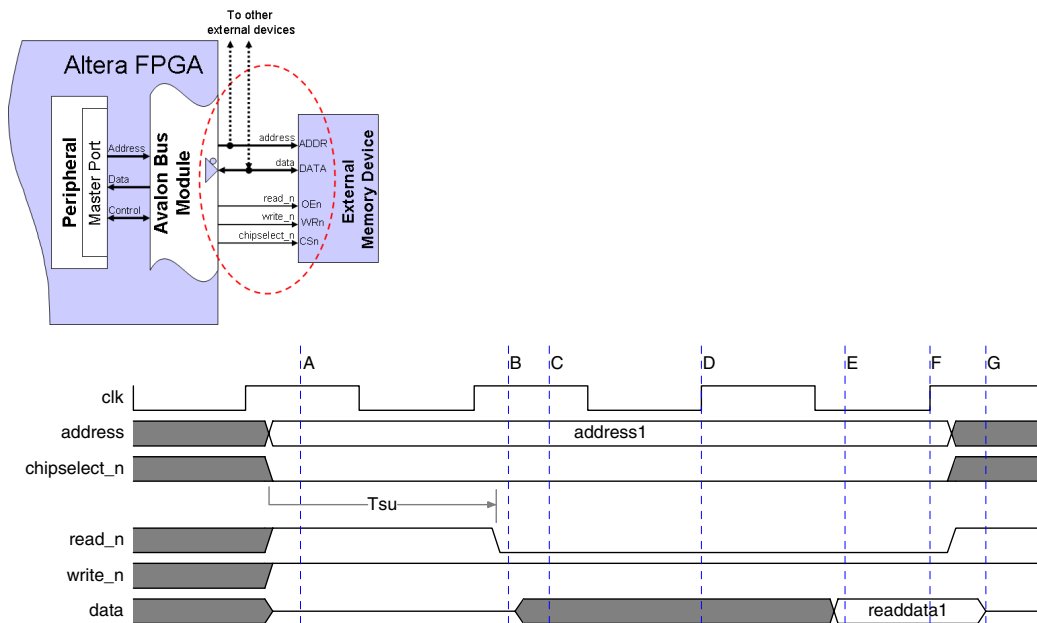 To other
external devices
Altera FPGA
Peripheral
Master Port
Address
Data
Control
Avalon Bus
Module
address
data
read_n
write_n
chipselect_n
ADDR
DATA
OEn
WRn
CSn
External
Memory Device
A B C D E F G
clk
address address1
chipselect_n
Tsu
read_n
write_n
data readdata1